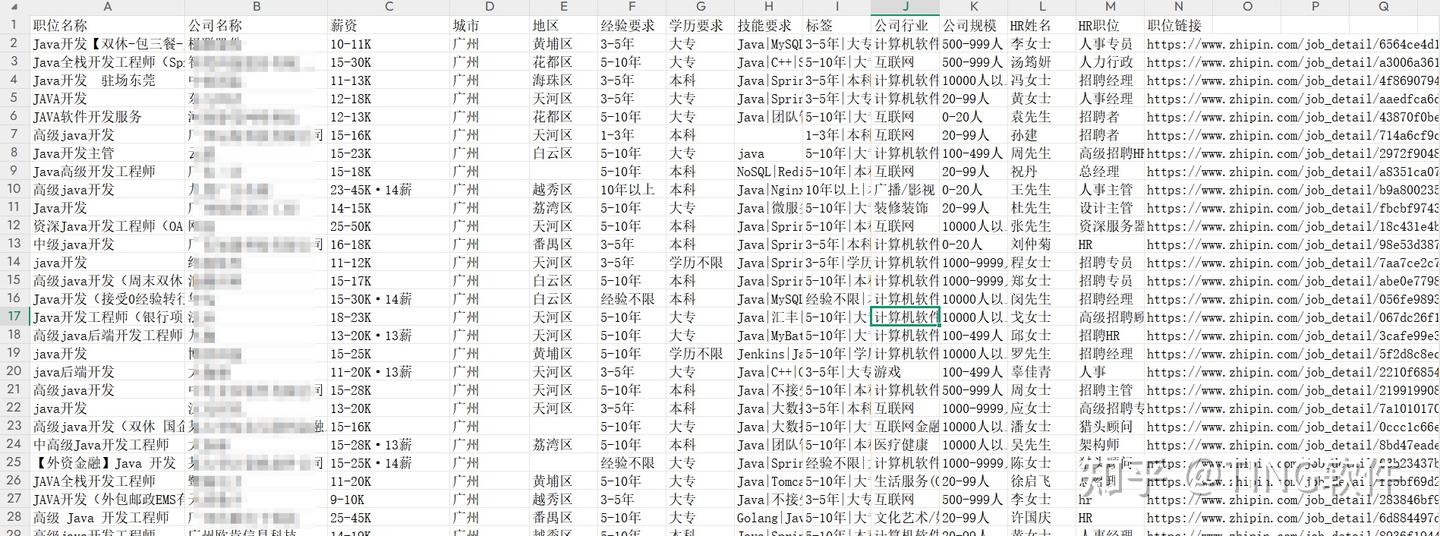 A B C D E F G H I J K L M N O P Q
1 职位名称 公司名称 薪资 城市 地区 经验要求 学历要求 技能要求 标签 公司行业 公司规模 HR姓名 HR职位 职位链接
2 Java开发【双休-包三餐- 10-11K 广州 黄埔区 3-5年 大专 Java|MySQL 3-5年|大专 计算机软件 500-999人 李女士 人事专员 https://www.zhipin.com/job_detail/6564ce4d1
3 Java全栈开发工程师（Spr 15-30K 广州 花都区 5-10年 大专 Java|C++|S 5-10年|大 互联网 500-999人 汤筠妍 人力行政 https://www.zhipin.com/job_detail/a3006a361
4 Java开发 驻场东莞 11-13K 广州 海珠区 3-5年 本科 Java|Sprin 3-5年|本科 计算机软件 10000人以 冯女士 招聘经理 https://www.zhipin.com/job_detail/4f8690794
5 JAVA开发 12-18K 广州 天河区 3-5年 大专 Java|Sprin 3-5年|大专 计算机软件 20-99人 黄女士 人事经理 https://www.zhipin.com/job_detail/aaedfca6d
6 JAVA软件开发服务 12-13K 广州 花都区 5-10年 大专 Java|团队 5-10年|大 互联网 0-20人 袁先生 招聘者 https://www.zhipin.com/job_detail/43870f0be
7 高级java开发 司 15-16K 广州 天河区 1-3年 本科 1-3年|本科 互联网 20-99人 孙建 招聘者 https://www.zhipin.com/job_detail/714a6cf9c
8 Java开发主管 15-23K 广州 白云区 5-10年 大专 java 5-10年|大 计算机软件 100-499人 周先生 高级招聘HR https://www.zhipin.com/job_detail/2972f9048
9 Java高级开发工程师 15-18K 广州 5-10年 本科 NoSQL|Redi 5-10年|本 互联网 20-99人 祝丹 总经理 https://www.zhipin.com/job_detail/a8351ca07
10 高级java开发 23-45K·14薪 广州 越秀区 10年以上 本科 Java|Nginx 10年以上| 广播/影视 0-20人 王先生 人事主管 https://www.zhipin.com/job_detail/b9a800235
11 Java开发 14-15K 广州 荔湾区 5-10年 大专 Java|微服 5-10年|大 装修装饰 20-99人 杜先生 设计主管 https://www.zhipin.com/job_detail/fbcbf9743
12 资深Java开发工程师（OA 25-50K 广州 天河区 5-10年 本科 Java|Sprin 5-10年|本 互联网 10000人以 张先生 资深服务器 https://www.zhipin.com/job_detail/18c431e4b
13 中级java开发 司 16-18K 广州 番禺区 3-5年 本科 Java|Sprin 3-5年|本科 计算机软件 0-20人 刘仲菊 HR https://www.zhipin.com/job_detail/98e53d387
14 java开发 11-12K 广州 天河区 3-5年 学历不限 Java|Sprin 3-5年|学历 计算机软件 1000-9999 程女士 招聘专员 https://www.zhipin.com/job_detail/7aa7ce2c7
15 高级java开发（周末双休 15-17K 广州 白云区 5-10年 本科 Java|Sprin 5-10年|本 计算机软件 1000-9999 郑女士 招聘专员 https://www.zhipin.com/job_detail/abe0e7798
16 Java开发（接受0经验转行 15-30K·14薪 广州 白云区 经验不限 本科 Java|MySQL 经验不限| 计算机软件 10000人以 闵先生 招聘经理 https://www.zhipin.com/job_detail/056fe9893
17 Java开发工程师（银行项 18-23K 广州 天河区 5-10年 大专 Java|汇丰| 5-10年|大 计算机软件 10000人以 戈女士 高级招聘顾 https://www.zhipin.com/job_detail/067dc26f1
18 高级java后端开发工程师 13-20K·13薪 广州 天河区 5-10年 大专 Java|MyBat 5-10年|大 计算机软件 100-499人 邱女士 招聘HR https://www.zhipin.com/job_detail/3cafe99e3
19 java开发 15-25K 广州 黄埔区 5-10年 学历不限 Jenkins|Ja 5-10年|学 计算机软件 10000人以 罗先生 招聘经理 https://www.zhipin.com/job_detail/5f2d8c8ec
20 java后端开发 11-20K·13薪 广州 天河区 3-5年 大专 Java|C++|C 3-5年|大专 游戏 100-499人 辜佳青 人事 https://www.zhipin.com/job_detail/2210f6854
21 高级java开发 司 15-28K 广州 天河区 5-10年 本科 Java|不接 5-10年|本 计算机软件 500-999人 周女士 招聘主管 https://www.zhipin.com/job_detail/219919908
22 java开发 13-20K 广州 天河区 3-5年 本科 Java|大数 3-5年|本科 互联网 1000-9999 应女士 高级招聘专 https://www.zhipin.com/job_detail/7a1010170
23 高级java开发（双休 国企 融 15-16K 广州 5-10年 本科 Java|大数 5-10年|本 互联网金融 10000人以 潘女士 猎头顾问 https://www.zhipin.com/job_detail/0ccc1c66e
24 中高级Java开发工程师 15-28K·13薪 广州 荔湾区 5-10年 本科 Java|团队 5-10年|本 医疗健康 10000人以 吴先生 架构师 https://www.zhipin.com/job_detail/8bd47eade
25 【外资金融】Java 开发 司 15-25K·14薪 广州 经验不限 大专 Java|Sprin 经验不限| 计算机软件 1000-9999 陈女士 猎头顾问 https://www.zhipin.com/job_detail/ b23437b
26 JAVA全栈开发工程师 11-20K 广州 黄埔区 5-10年 大专 Java|Tomca 5-10年|大 生活服务(O 20-99人 徐启飞 https://www.zhipin.com/job_detail/ bf69d2
27 JAVA开发（外包邮政EMS有 9-10K 广州 越秀区 3-5年 大专 Java|不接 3-5年|大专 互联网 500-999人 李女士 hr https://www.zhipin.com/job_detail/283846bf9
28 高级 Java 开发工程师 25-45K 广州 番禺区 5-10年 大专 Golang|Jav 5-10年|大 文化艺术/ 20-99人 许国庆 HR https://www.zhipin.com/job_detail/6d884497c
知乎 @HNG软件